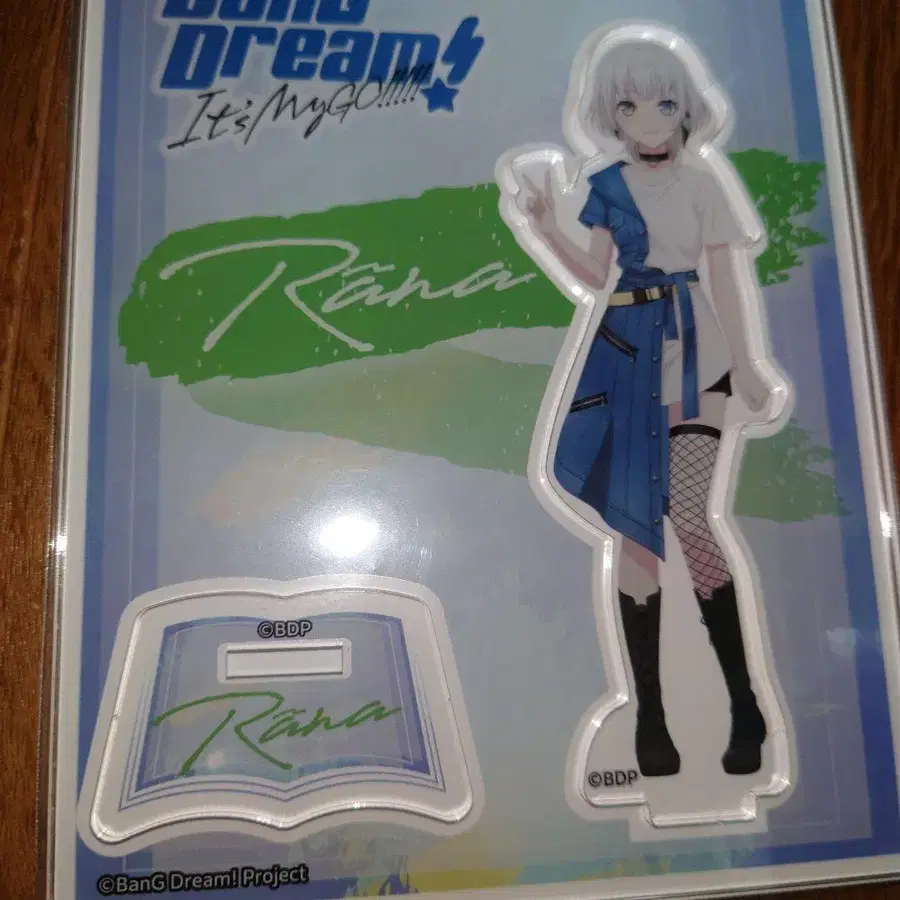 BanG
Dream!
It's MyGO!!!!!
Rāna
©BDP
Rāna
©BDP
©BanG Dream! Project